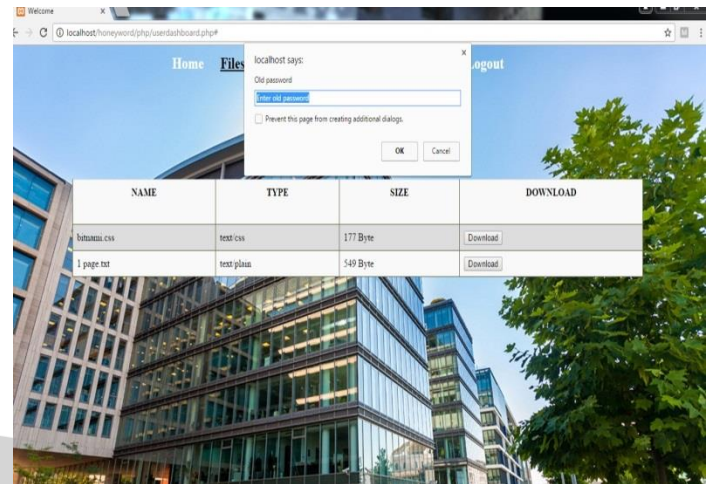 Welcome
localhost/honeyword/php/userdashboard.php#
Home Files Logout
localhost says:
Old password
Enter old password
Prevent this page from creating additional dialogs.
OK Cancel
NAME TYPE SIZE DOWNLOAD
bitnami.css text/css 177 Byte Download
1 page.txt text/plain 549 Byte Download